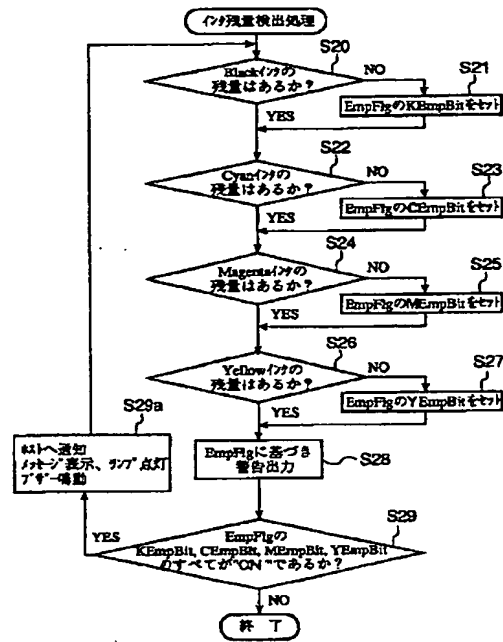 インク残量検出処理
S20
Blackインクの
残量はあるか?
NO
S21
EmpFlgのKEmpBitをセット
YES
S22
Cyanインクの
残量はあるか?
NO
S23
EmpFlgのCEmpBitをセット
YES
S24
Magentaインクの
残量はあるか?
NO
S25
EmpFlgのMEmpBitをセット
YES
S26
Yellowインクの
残量はあるか?
NO
S27
EmpFlgのYEmpBitをセット
YES
S28
EmpFlgに基づき
警告出力
S29a
ホストへ通知
メッセージ表示、ランプ点灯
ブザー鳴動
YES
S29
EmpFlgの
KEmpBit, CEmpBit, MEmpBit, YEmpBit
のすべてが"ON"であるか?
NO
終了